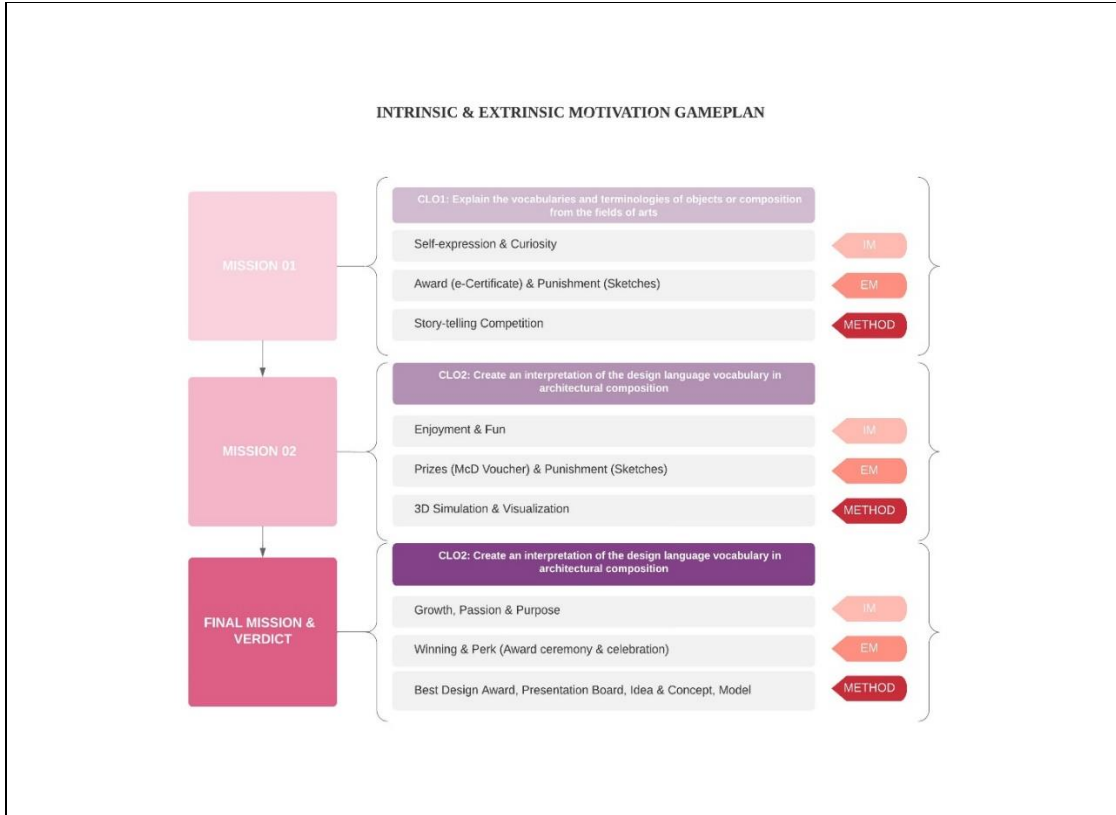 INTRINSIC & EXTRINSIC MOTIVATION GAMEPLAN
MISSION 01
CLO1: Explain the vocabularies and terminologies of objects or composition
from the fields of arts
Self-expression & Curiosity
IM
Award (e-Certificate) & Punishment (Sketches)
EM
Story-telling Competition
METHOD
MISSION 02
CLO2: Create an interpretation of the design language vocabulary in
architectural composition
Enjoyment & Fun
IM
Prizes (McD Voucher) & Punishment (Sketches)
EM
3D Simulation & Visualization
METHOD
FINAL MISSION &
VERDICT
CLO2: Create an interpretation of the design language vocabulary in
architectural composition
Growth, Passion & Purpose
IM
Winning & Perk (Award ceremony & celebration)
EM
Best Design Award, Presentation Board, Idea & Concept, Model
METHOD